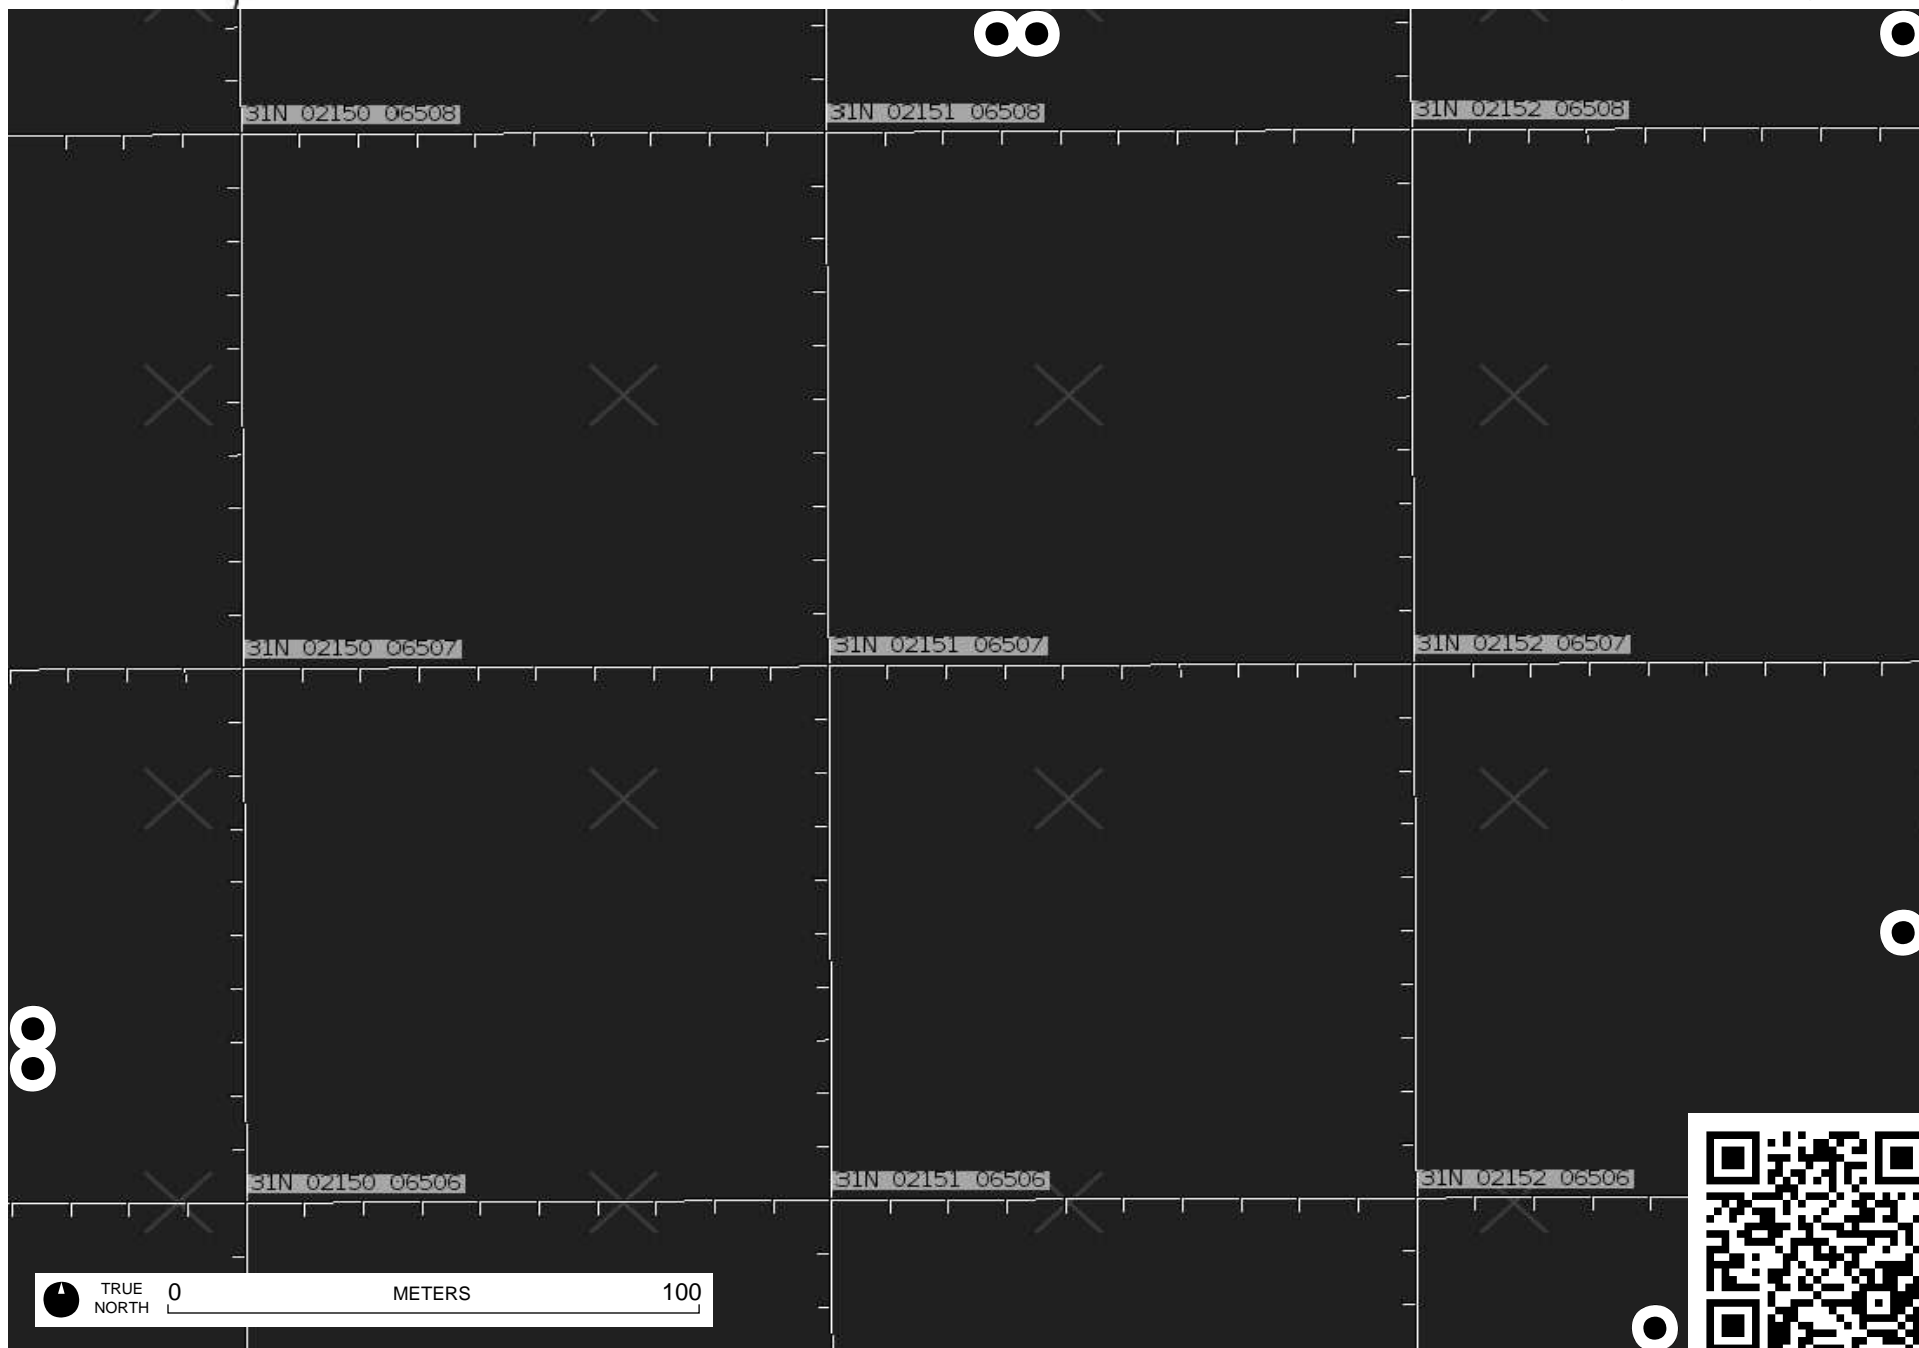 31N 02150 06508
31N 02151 06508
31N 02152 06508
31N 02150 06507
31N 02151 06507
31N 02152 06507
31N 02150 06506
31N 02151 06506
31N 02152 06506
TRUE NORTH
0 METERS 100